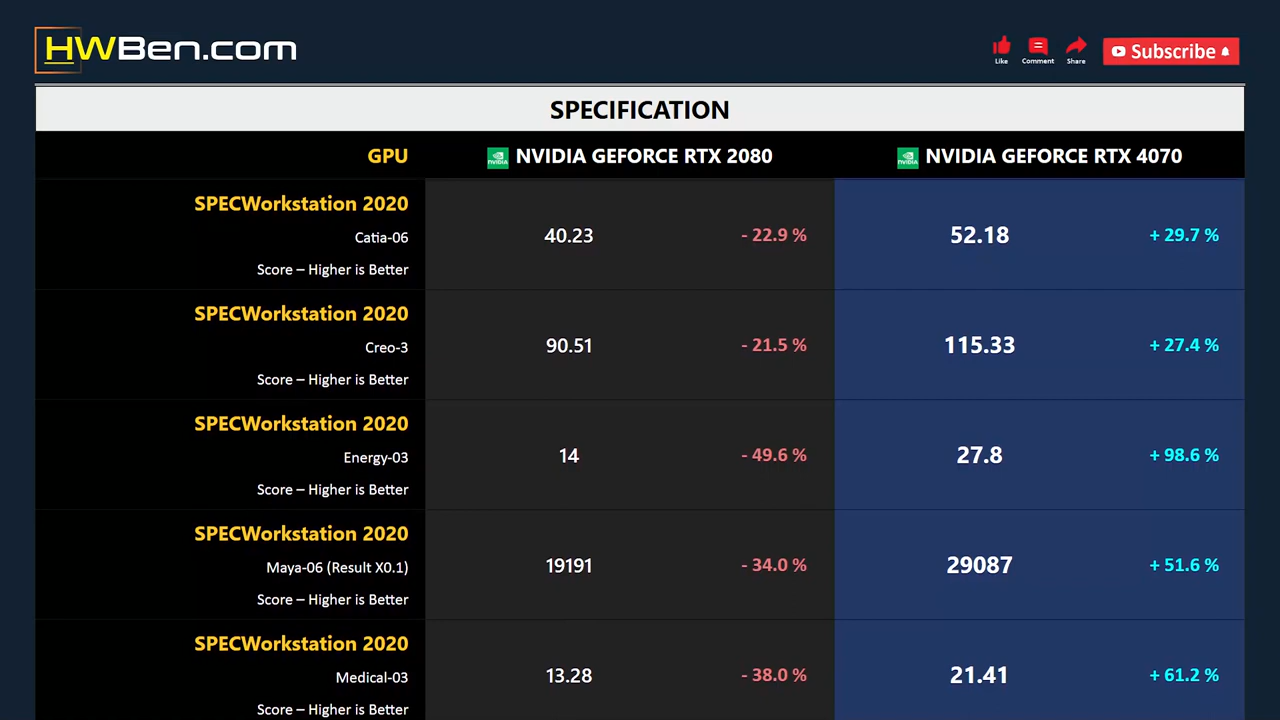 HWBen.com
Like
Comment
Share
Subscribe
SPECIFICATION
GPU
NVIDIA NVIDIA GEFORCE RTX 2080
NVIDIA NVIDIA GEFORCE RTX 4070
SPECWorkstation 2020
Catia-06
Score – Higher is Better
40.23
- 22.9 %
52.18
+ 29.7 %
SPECWorkstation 2020
Creo-3
Score – Higher is Better
90.51
- 21.5 %
115.33
+ 27.4 %
SPECWorkstation 2020
Energy-03
Score – Higher is Better
14
- 49.6 %
27.8
+ 98.6 %
SPECWorkstation 2020
Maya-06 (Result X0.1)
Score – Higher is Better
19191
- 34.0 %
29087
+ 51.6 %
SPECWorkstation 2020
Medical-03
Score – Higher is Better
13.28
- 38.0 %
21.41
+ 61.2 %